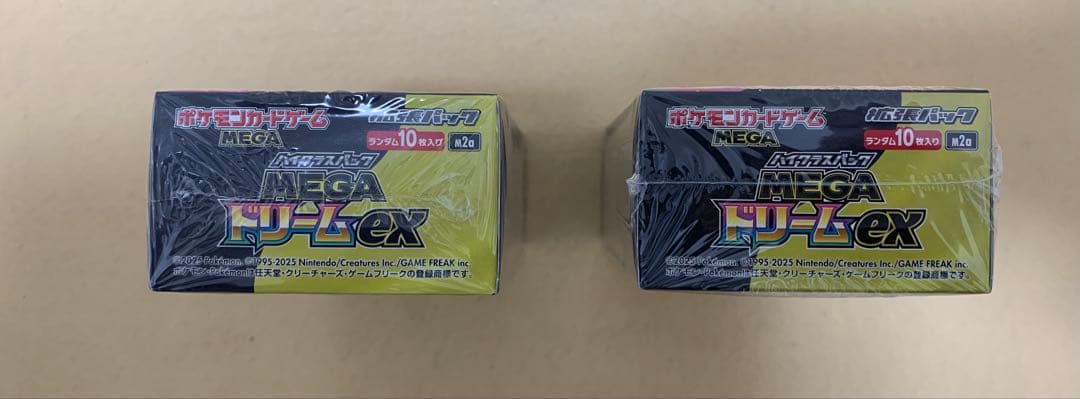 ポケモンカードゲーム 拡張パック
MEGA ランダム10枚入り M2a
ハイクラスパック
MEGA
ドリームex
©2025 Pokémon. ©1995-2025 Nintendo/Creatures Inc./GAME FREAK inc.
ポケモン・Pokémonは任天堂・クリーチャーズ・ゲームフリークの登録商標です。
ポケモンカードゲーム 拡張パック
MEGA ランダム10枚入り M2a
ハイクラスパック
MEGA
ドリームex
©2025 Pokémon. ©1995-2025 Nintendo/Creatures Inc./GAME FREAK inc.
ポケモン・Pokémonは任天堂・クリーチャーズ・ゲームフリークの登録商標です。